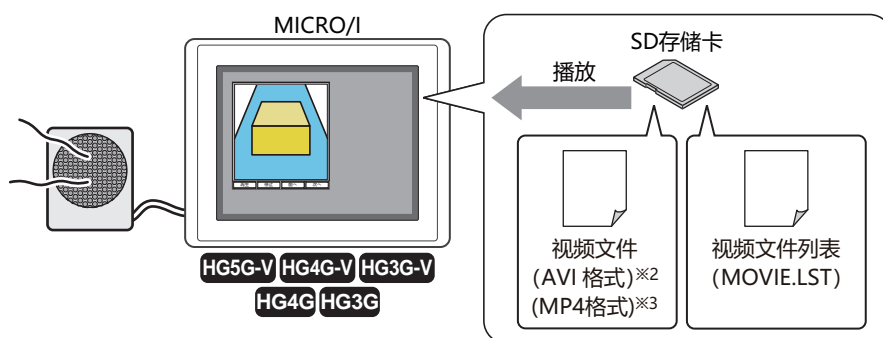 MICRO/I
SD存储卡
播放
HG5G-V HG4G-V HG3G-V
HG4G HG3G
视频文件
(AVI 格式)※2
(MP4格式)※3
视频文件列表
(MOVIE.LST)